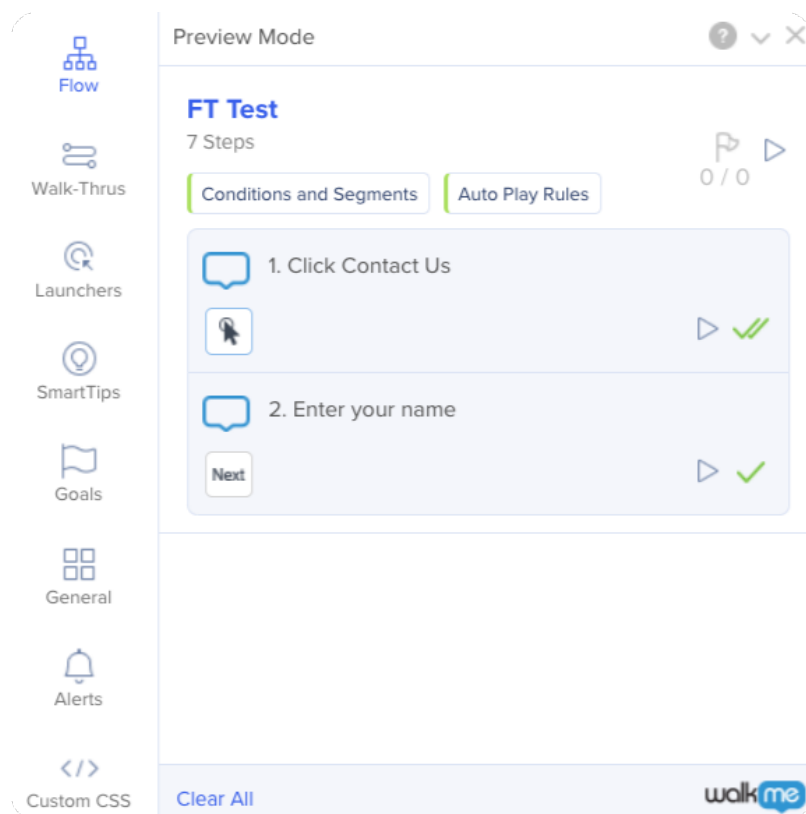 Preview Mode
?
Flow
FT Test
7 Steps
0 / 0
Walk-Thrus
Conditions and Segments
Auto Play Rules
1. Click Contact Us
Launchers
SmartTips
2. Enter your name
Next
Goals
General
Alerts
</>
Custom CSS
Clear All
walkme